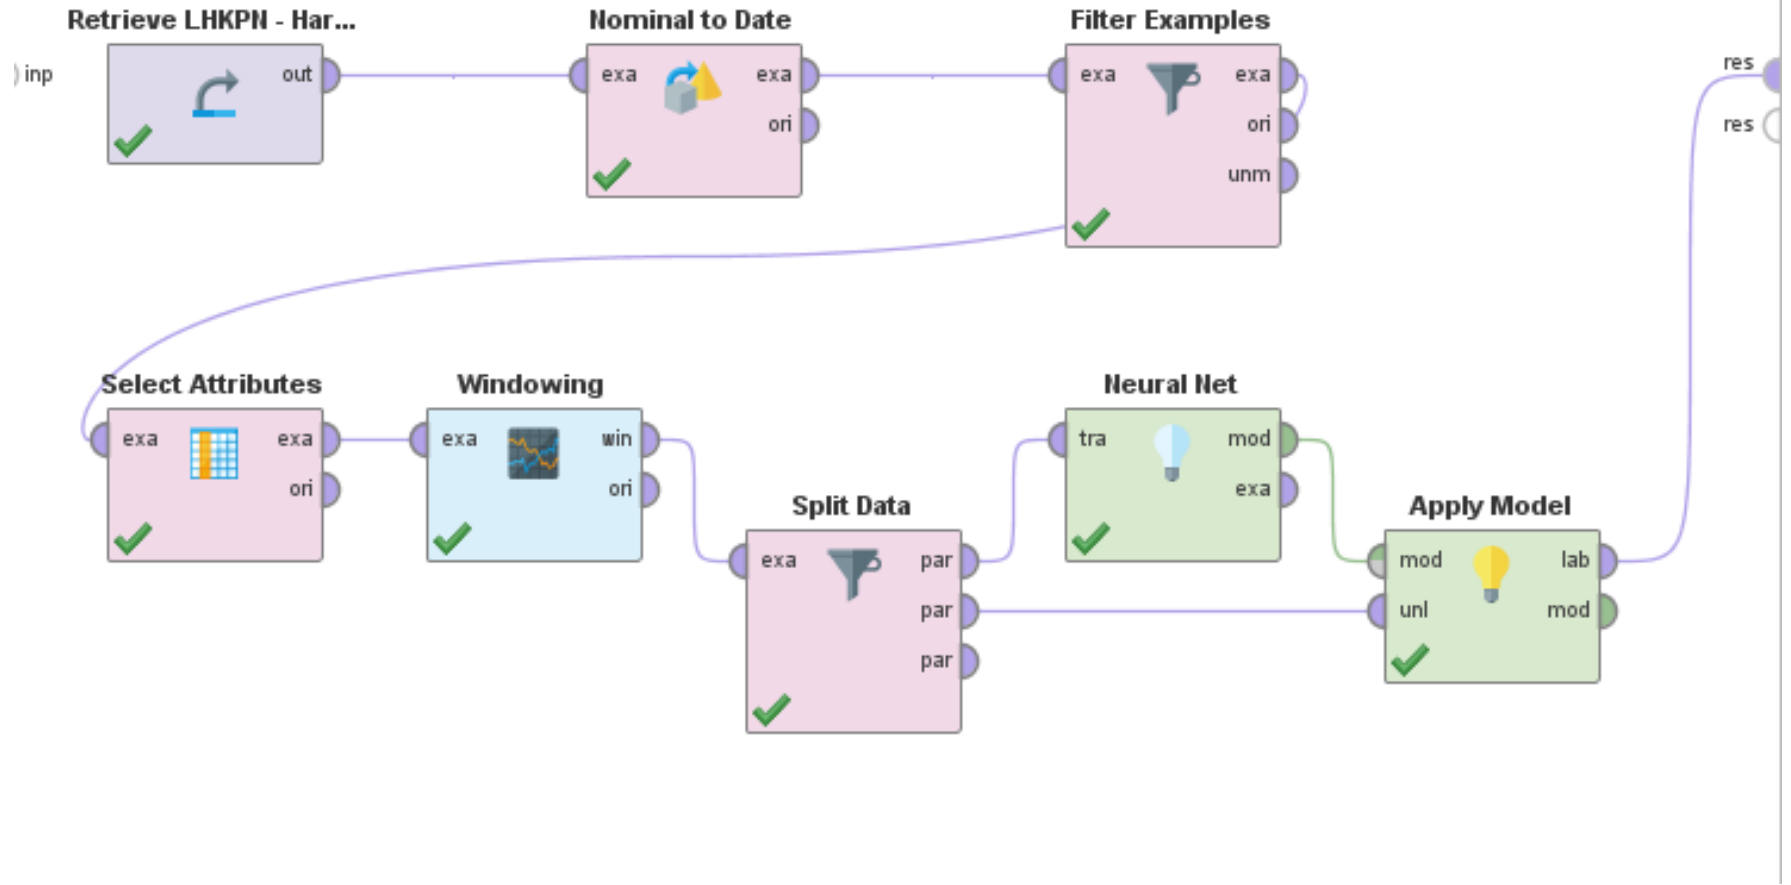 Retrieve LHKPN - Har...
Nominal to Date
Filter Examples
inp
out
exa
exa
ori
exa
exa
ori
unm
res
res
Select Attributes
Windowing
Neural Net
exa
exa
ori
exa
win
ori
tra
mod
exa
Split Data
Apply Model
exa
par
par
par
mod
unl
lab
mod